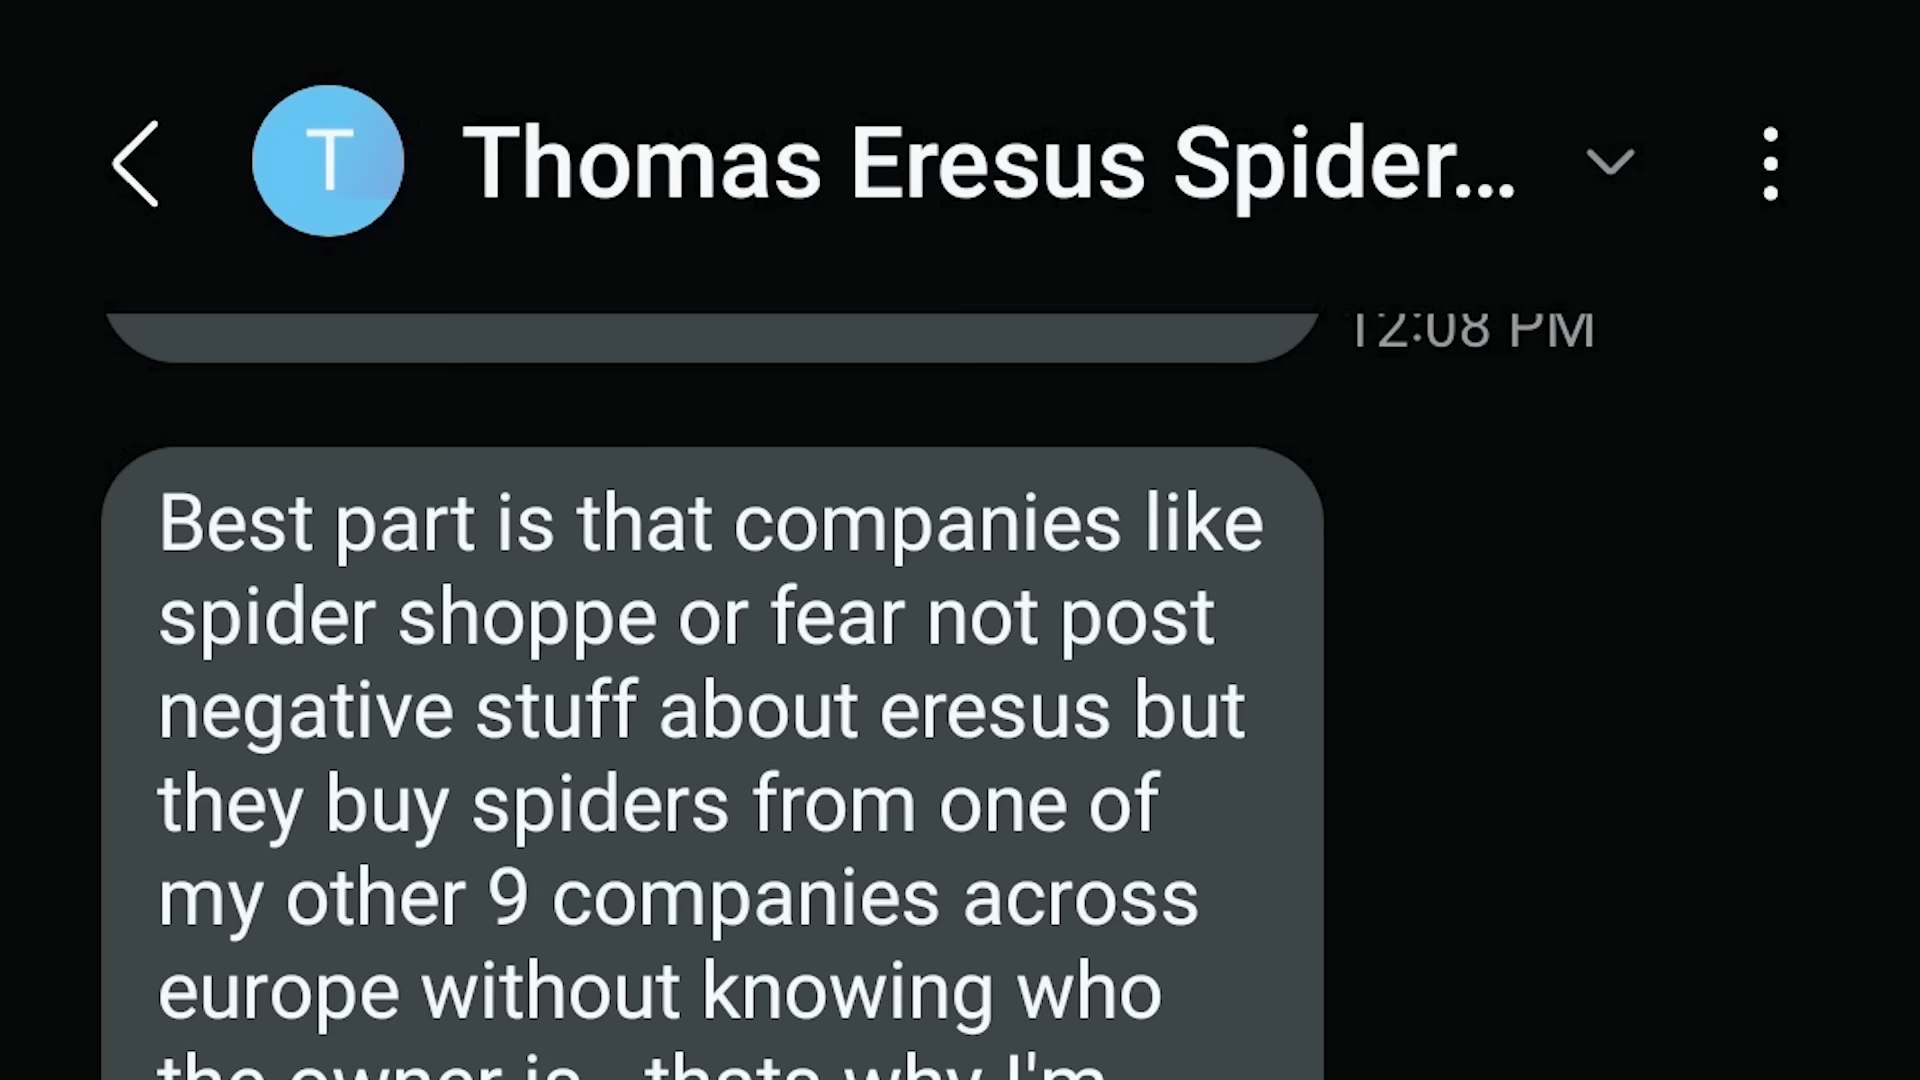 T
Thomas Eresus Spider...
12:08 PM
Best part is that companies like
spider shoppe or fear not post
negative stuff about eresus but
they buy spiders from one of
my other 9 companies across
europe without knowing who
the owner is.. thats why I'm